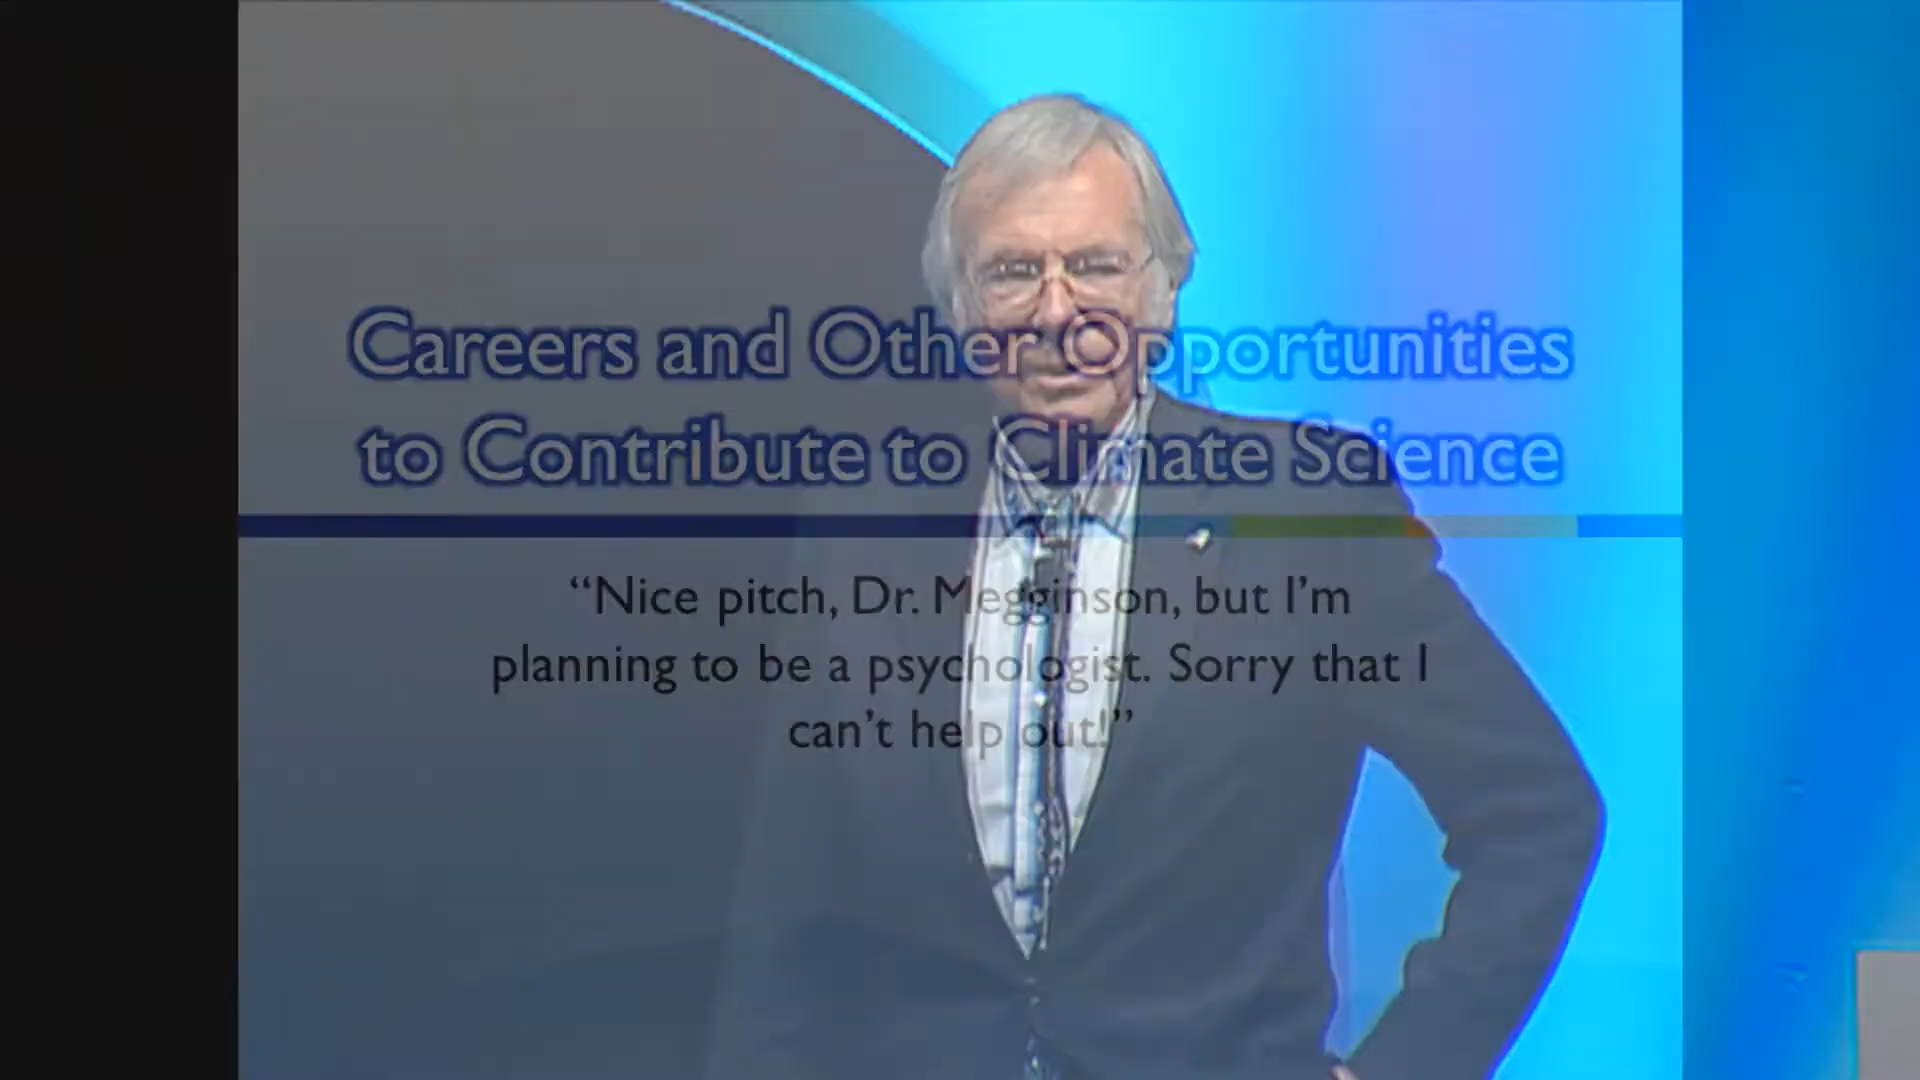 Careers and Other Opportunities
to Contribute to Climate Science
“Nice pitch, Dr. Megginson, but I’m
planning to be a psychologist. Sorry that I
can’t help out!”